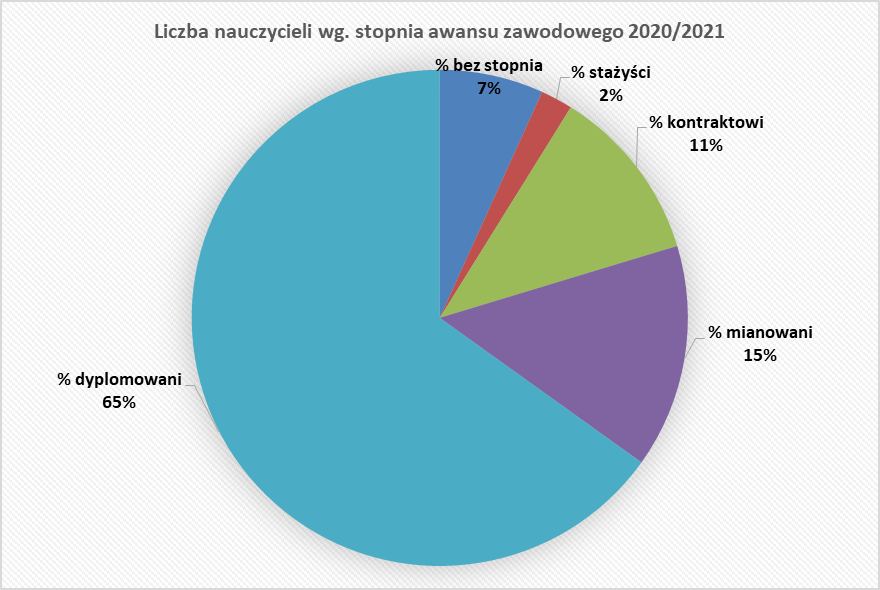 Liczba nauczycieli wg. stopnia awansu zawodowego 2020/2021
% bez stopnia
7%
% stażyści
2%
% kontraktowi
11%
% mianowani
15%
% dyplomowani
65%